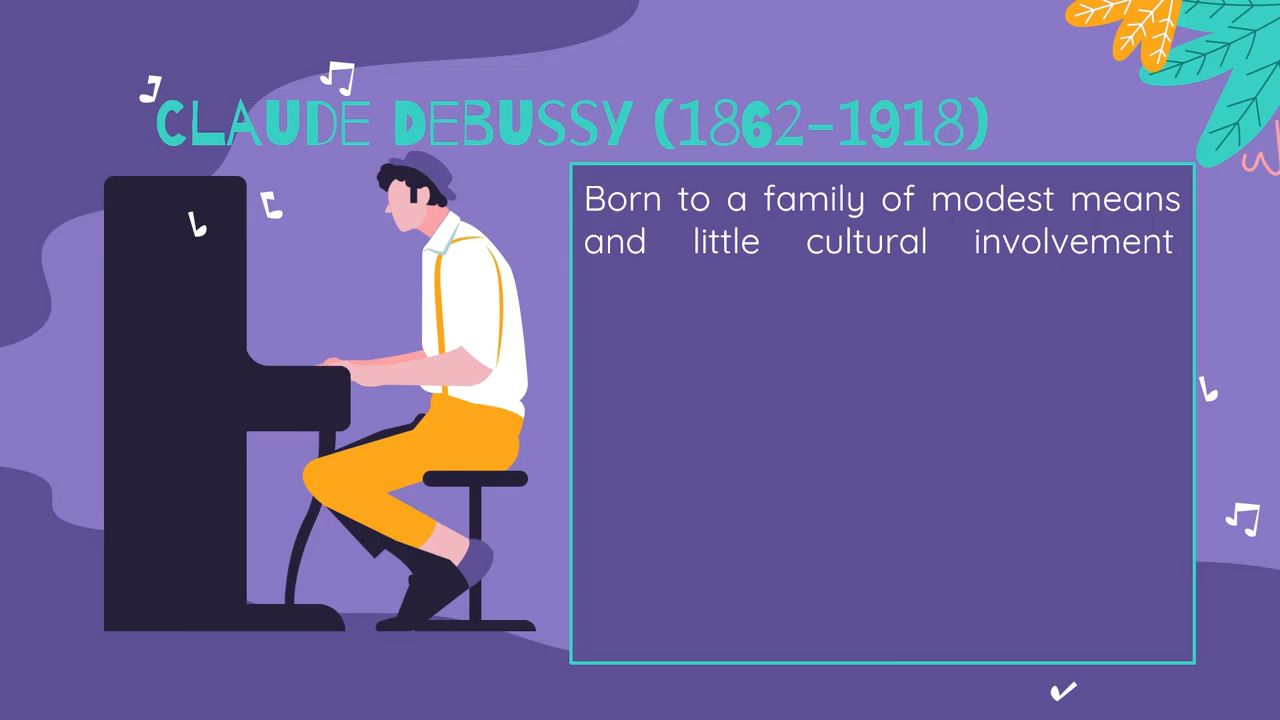 CLAUDE DEBUSSY (1862-1918)
Born to a family of modest means
and little cultural involvement